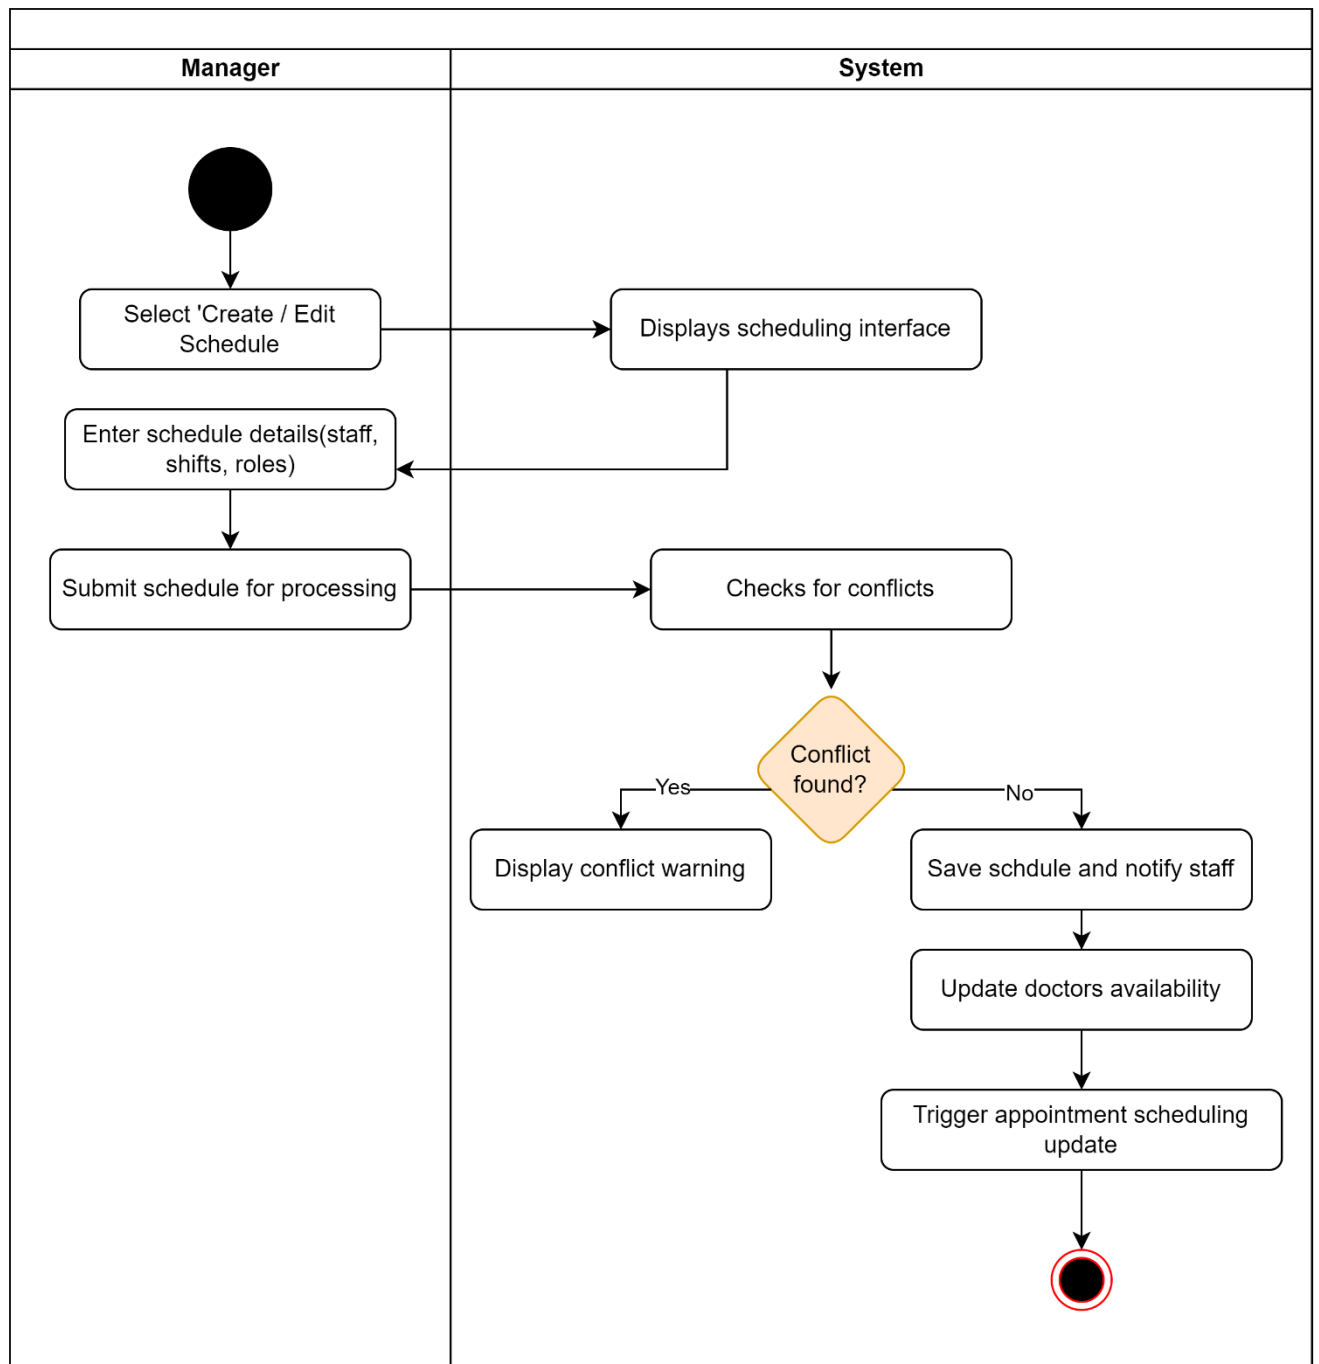 Manager
System
Select 'Create / Edit
Schedule
Displays scheduling interface
Enter schedule details(staff,
shifts, roles)
Submit schedule for processing
Checks for conflicts
Conflict
found?
Yes
No
Display conflict warning
Save schdule and notify staff
Update doctors availability
Trigger appointment scheduling
update